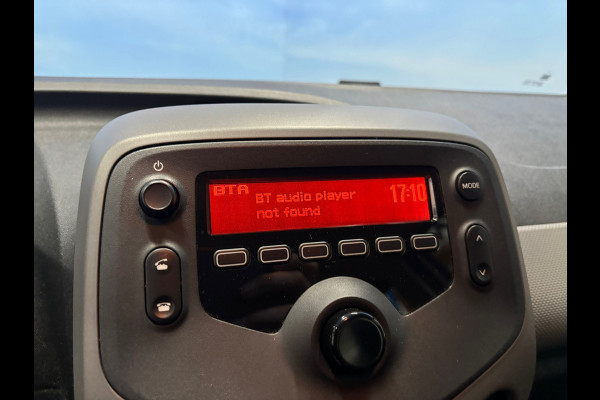 BTA
BT audio player
not found
17:10
MODE